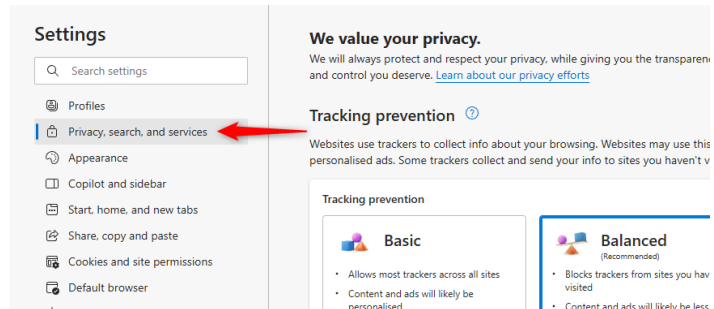 Settings
Search settings
Profiles
Privacy, search, and services
Appearance
Copilot and sidebar
Start, home, and new tabs
Share, copy and paste
Cookies and site permissions
Default browser
We value your privacy.
We will always protect and respect your privacy, while giving you the transparen
and control you deserve. Learn about our privacy efforts
Tracking prevention ?
Websites use trackers to collect info about your browsing. Websites may use this
personalised ads. Some trackers collect and send your info to sites you haven't v
Tracking prevention
Basic
• Allows most trackers across all sites
• Content and ads will likely be
personalised
Balanced
(Recommended)
• Blocks trackers from sites you hav
visited
• Content and ads will likely be less